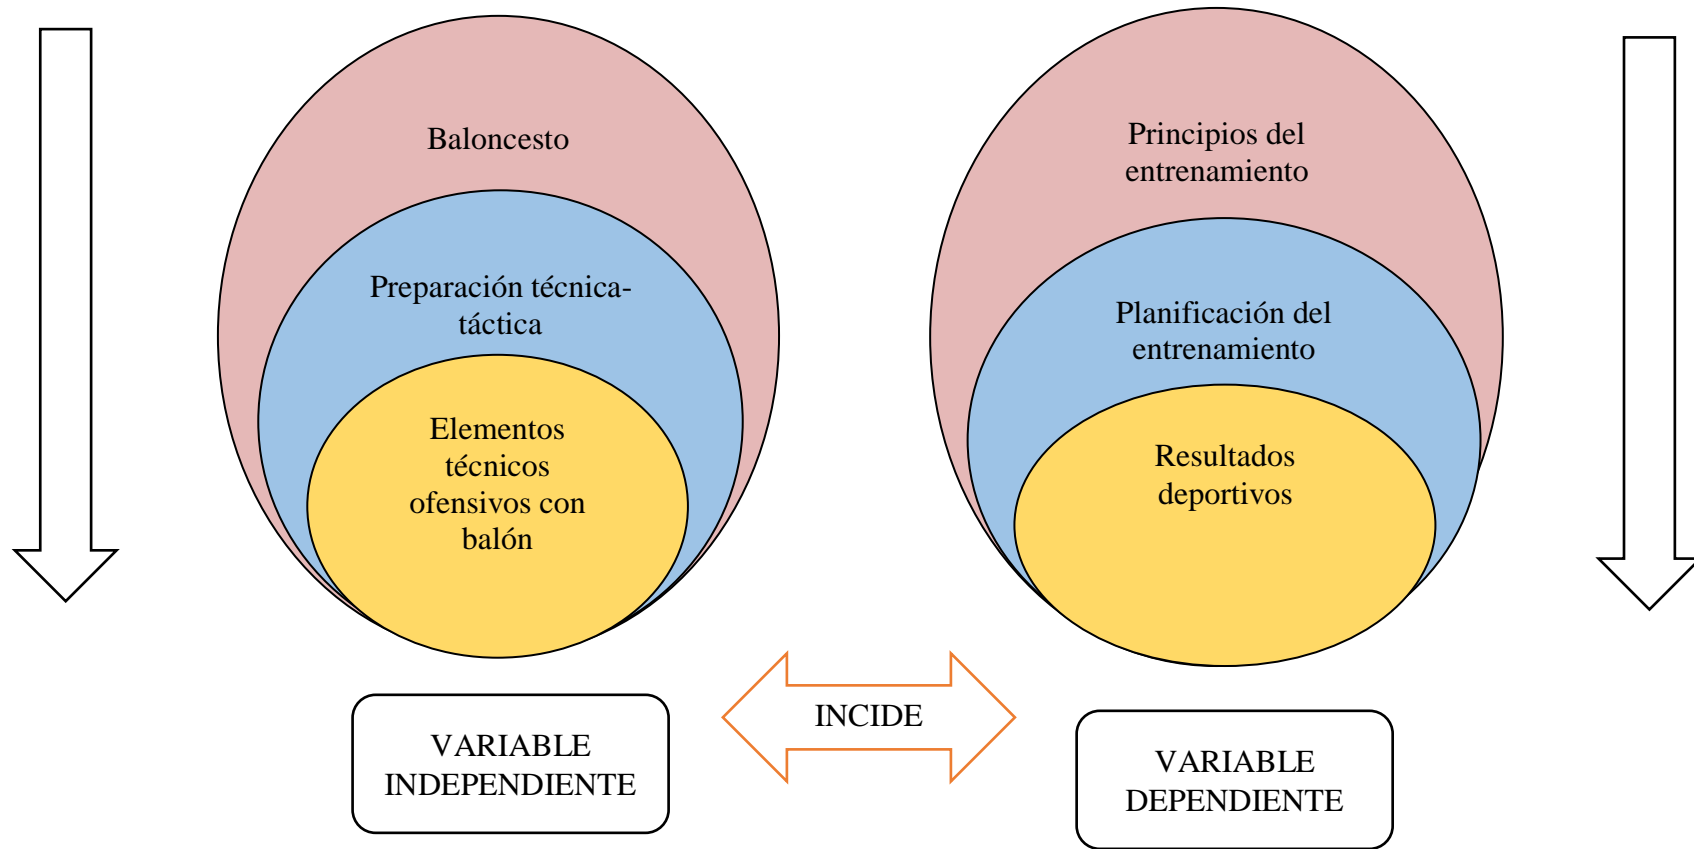 Baloncesto
Preparación técnica-
táctica
Elementos
técnicos
ofensivos con
balón
Principios del
entrenamiento
Planificación del
entrenamiento
Resultados
deportivos
VARIABLE
INDEPENDIENTE
INCIDE
VARIABLE
DEPENDIENTE